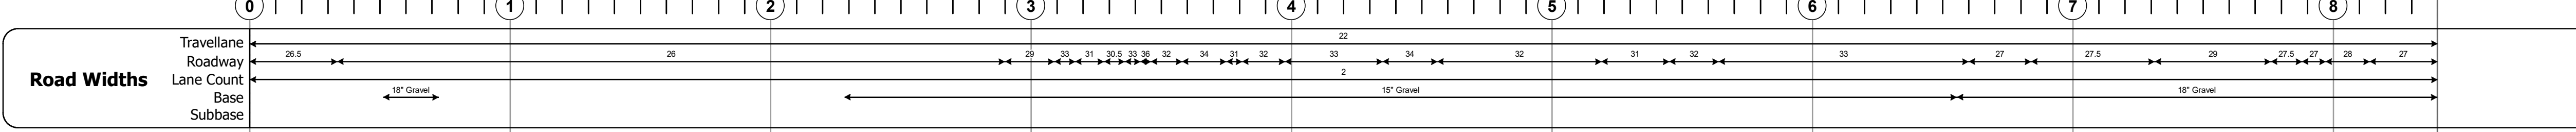 0 1 2 3 4 5 6 7 8
Road Widths
Travellane 22
Roadway 26.5 26 29 33 31 30.5 33 36 32 34 31 32 33 34 32 31 32 33 27 27.5 29 27.5 27 28 27
Lane Count 2
Base 18" Gravel 15" Gravel 18" Gravel
Subbase